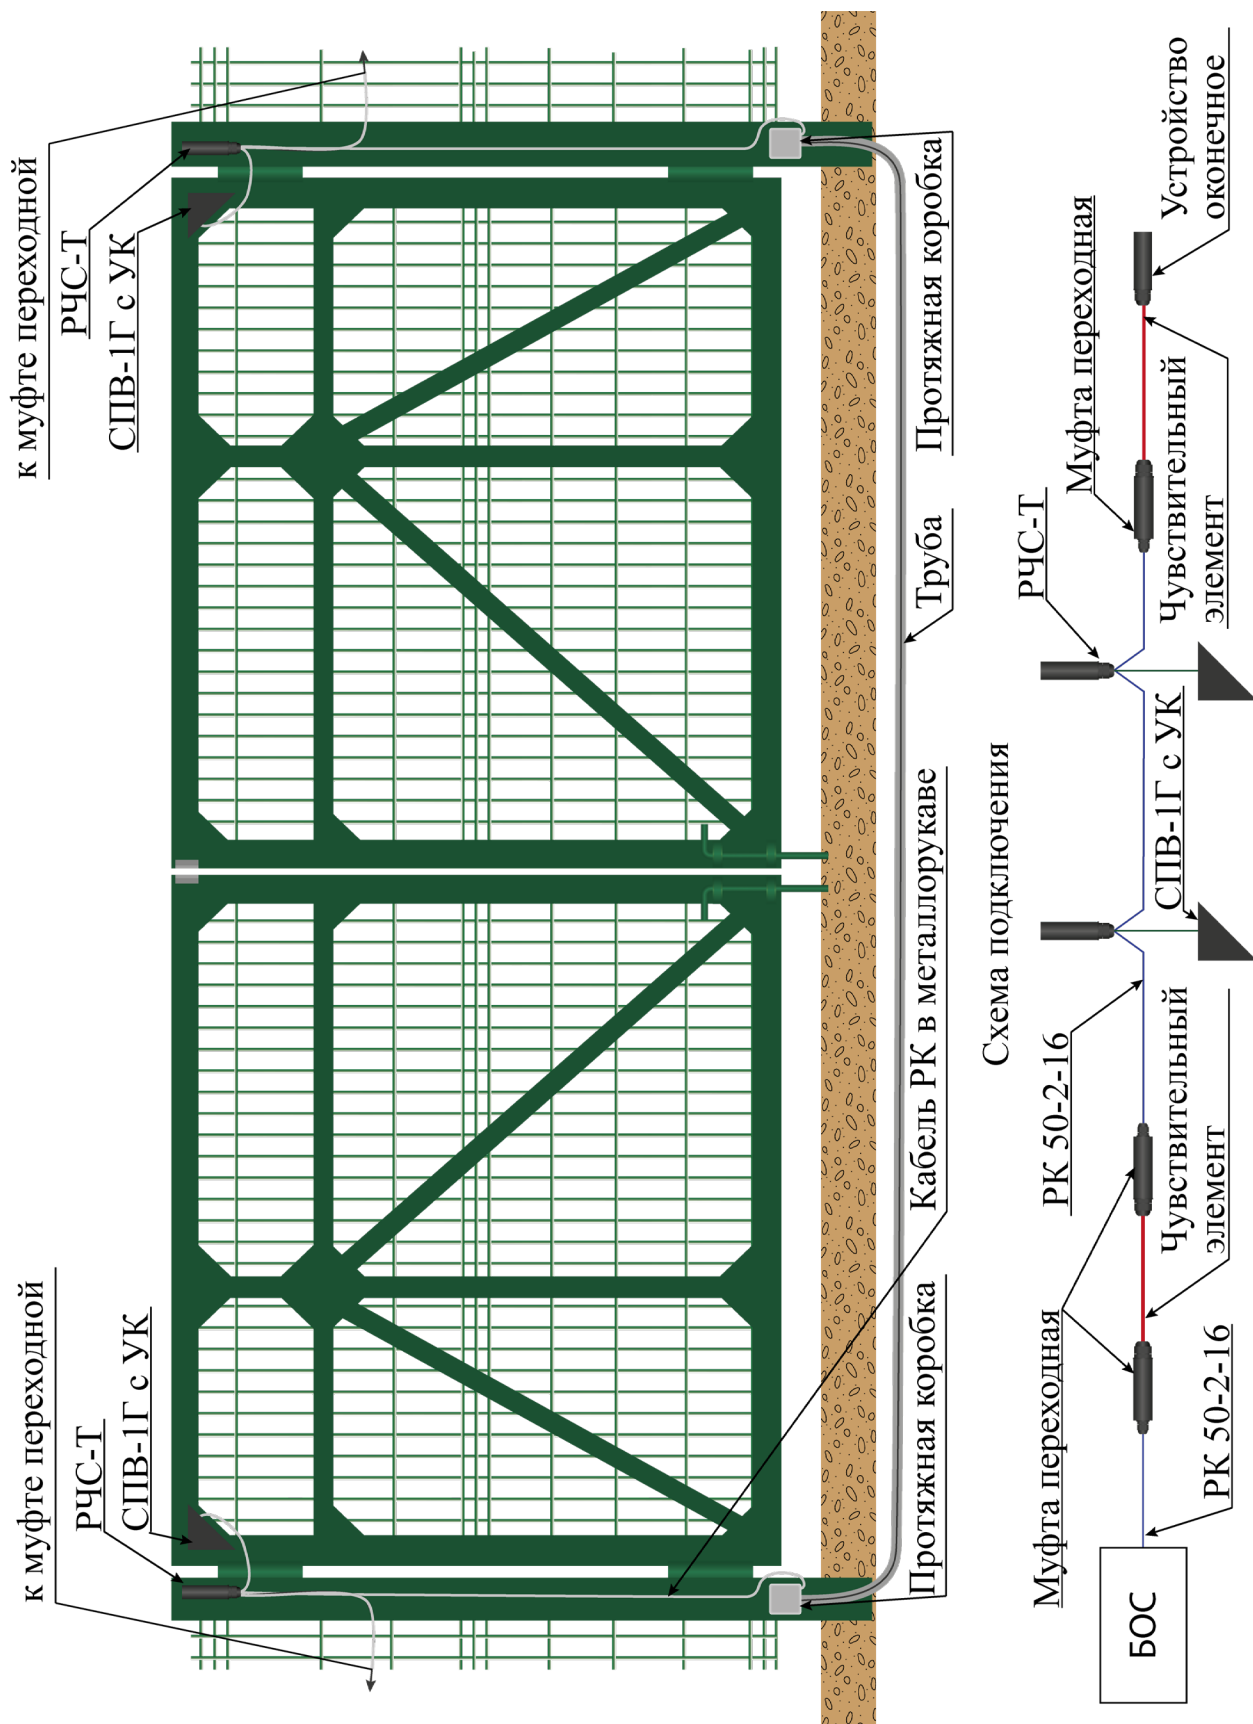 к муфте переходной
РЧС-Т
СПВ-1Г с УК
к муфте переходной
РЧС-Т
СПВ-1Г с УК
Протяжная коробка
Кабель РК в металлорукаве
Труба
Протяжная коробка
Схема подключения
Муфта переходная
РК 50-2-16
РЧС-Т
Муфта переходная
Устройство
оконечное
БОС
РК 50-2-16
Чувствительный
элемент
СПВ-1Г с УК
Чувствительный
элемент